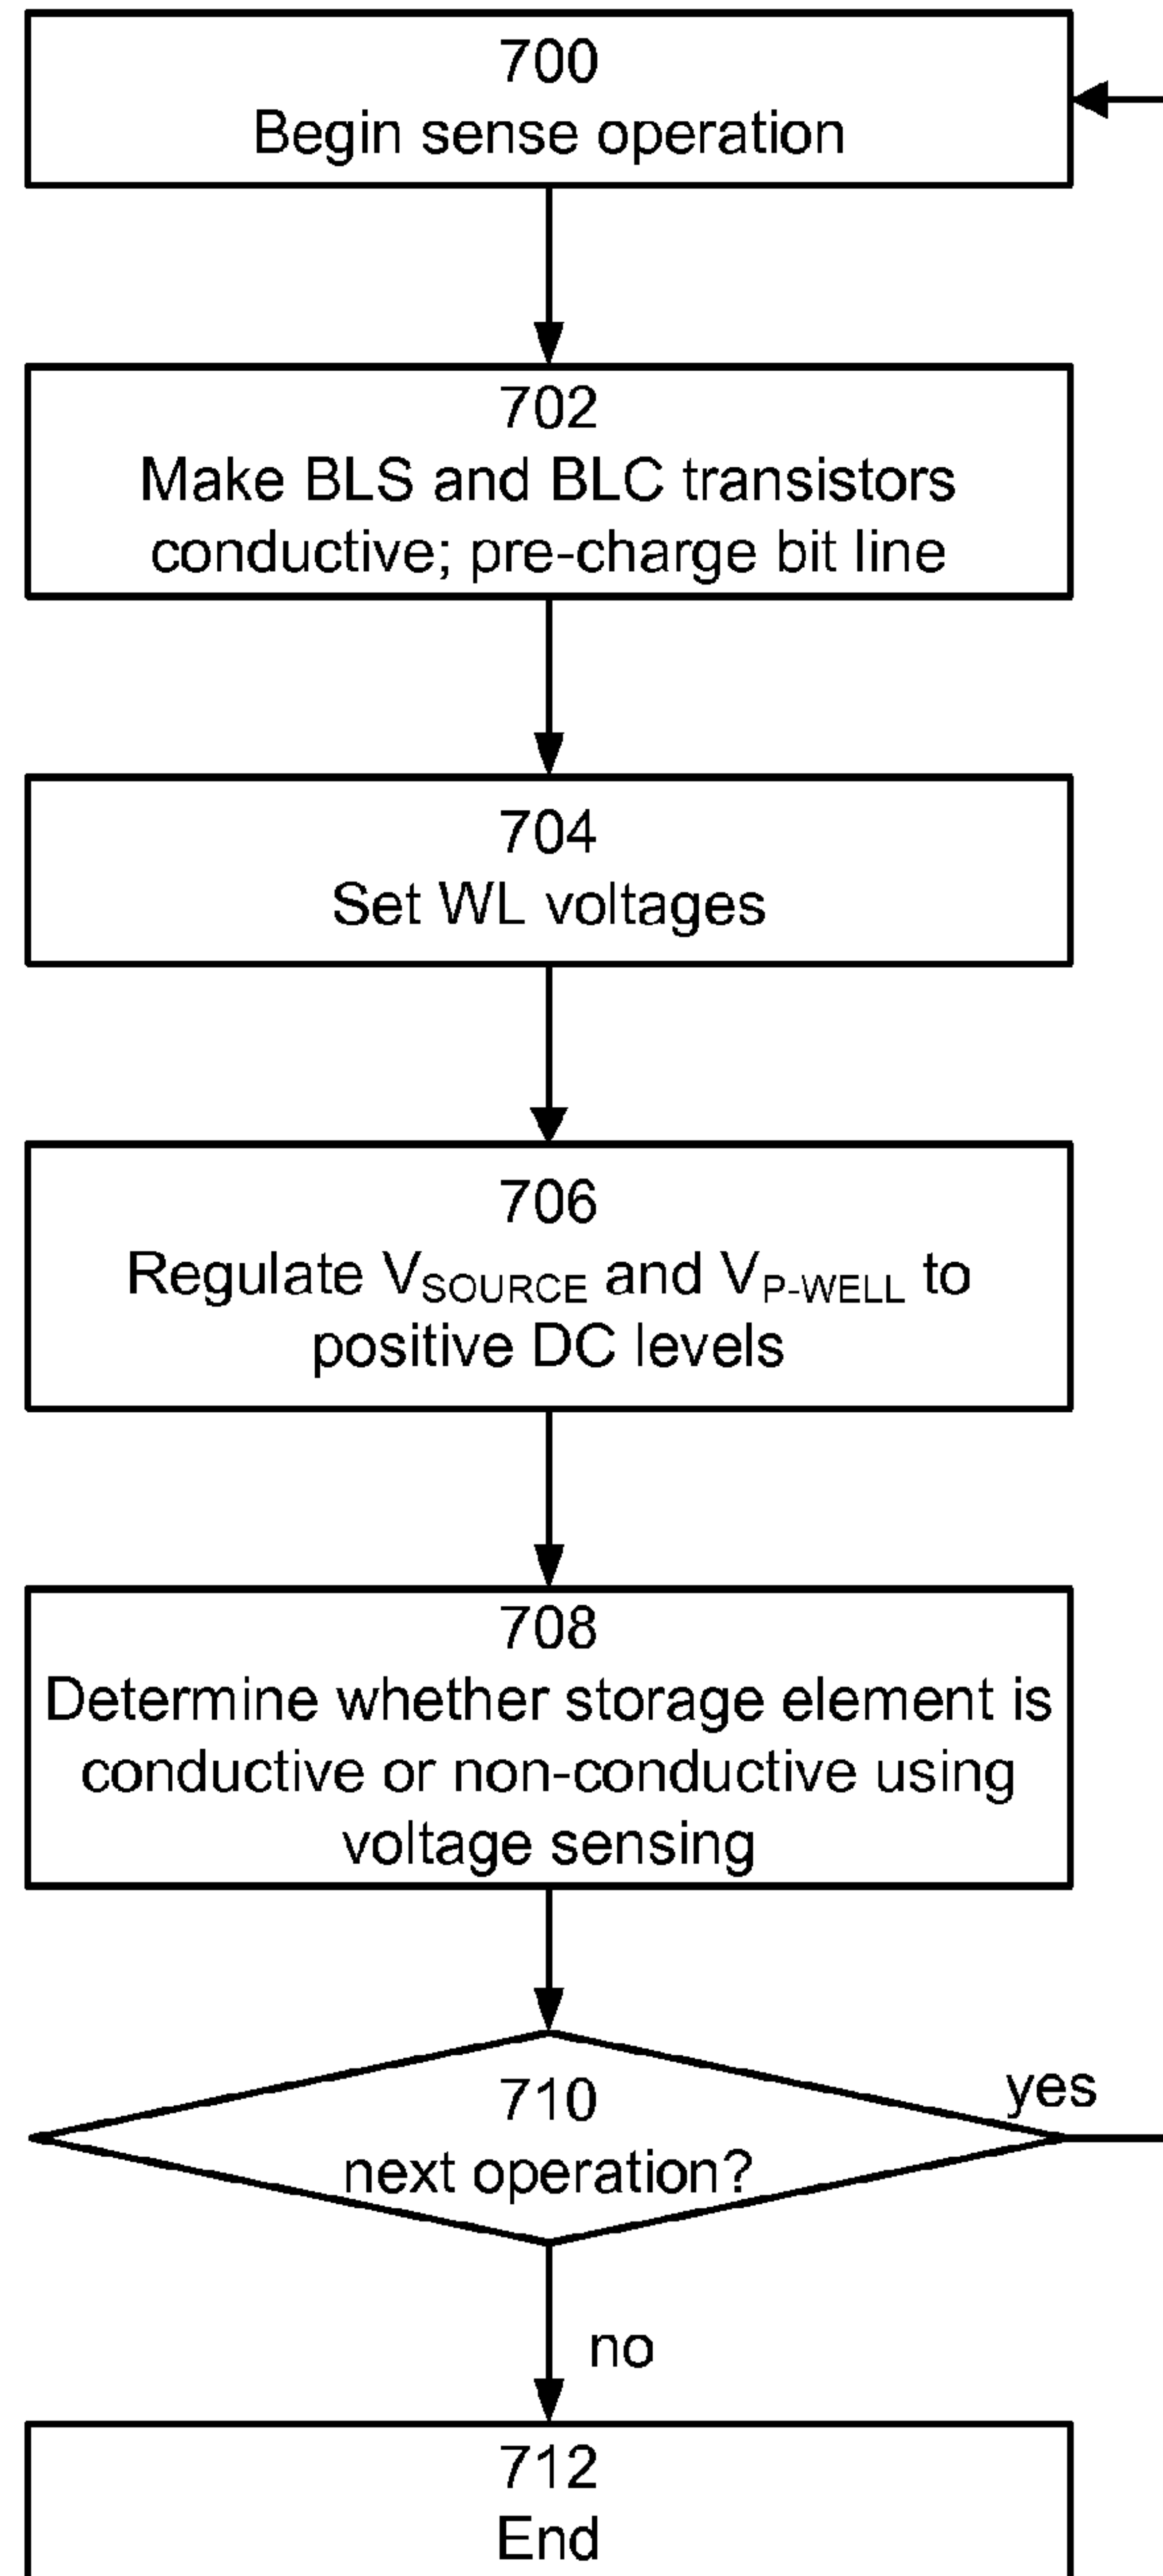 700
Begin sense operation
702
Make BLS and BLC transistors
conductive; pre-charge bit line
704
Set WL voltages
706
Regulate VSOURCE and VP-WELL to
positive DC levels
708
Determine whether storage element is
conductive or non-conductive using
voltage sensing
710
next operation?
yes
no
712
End